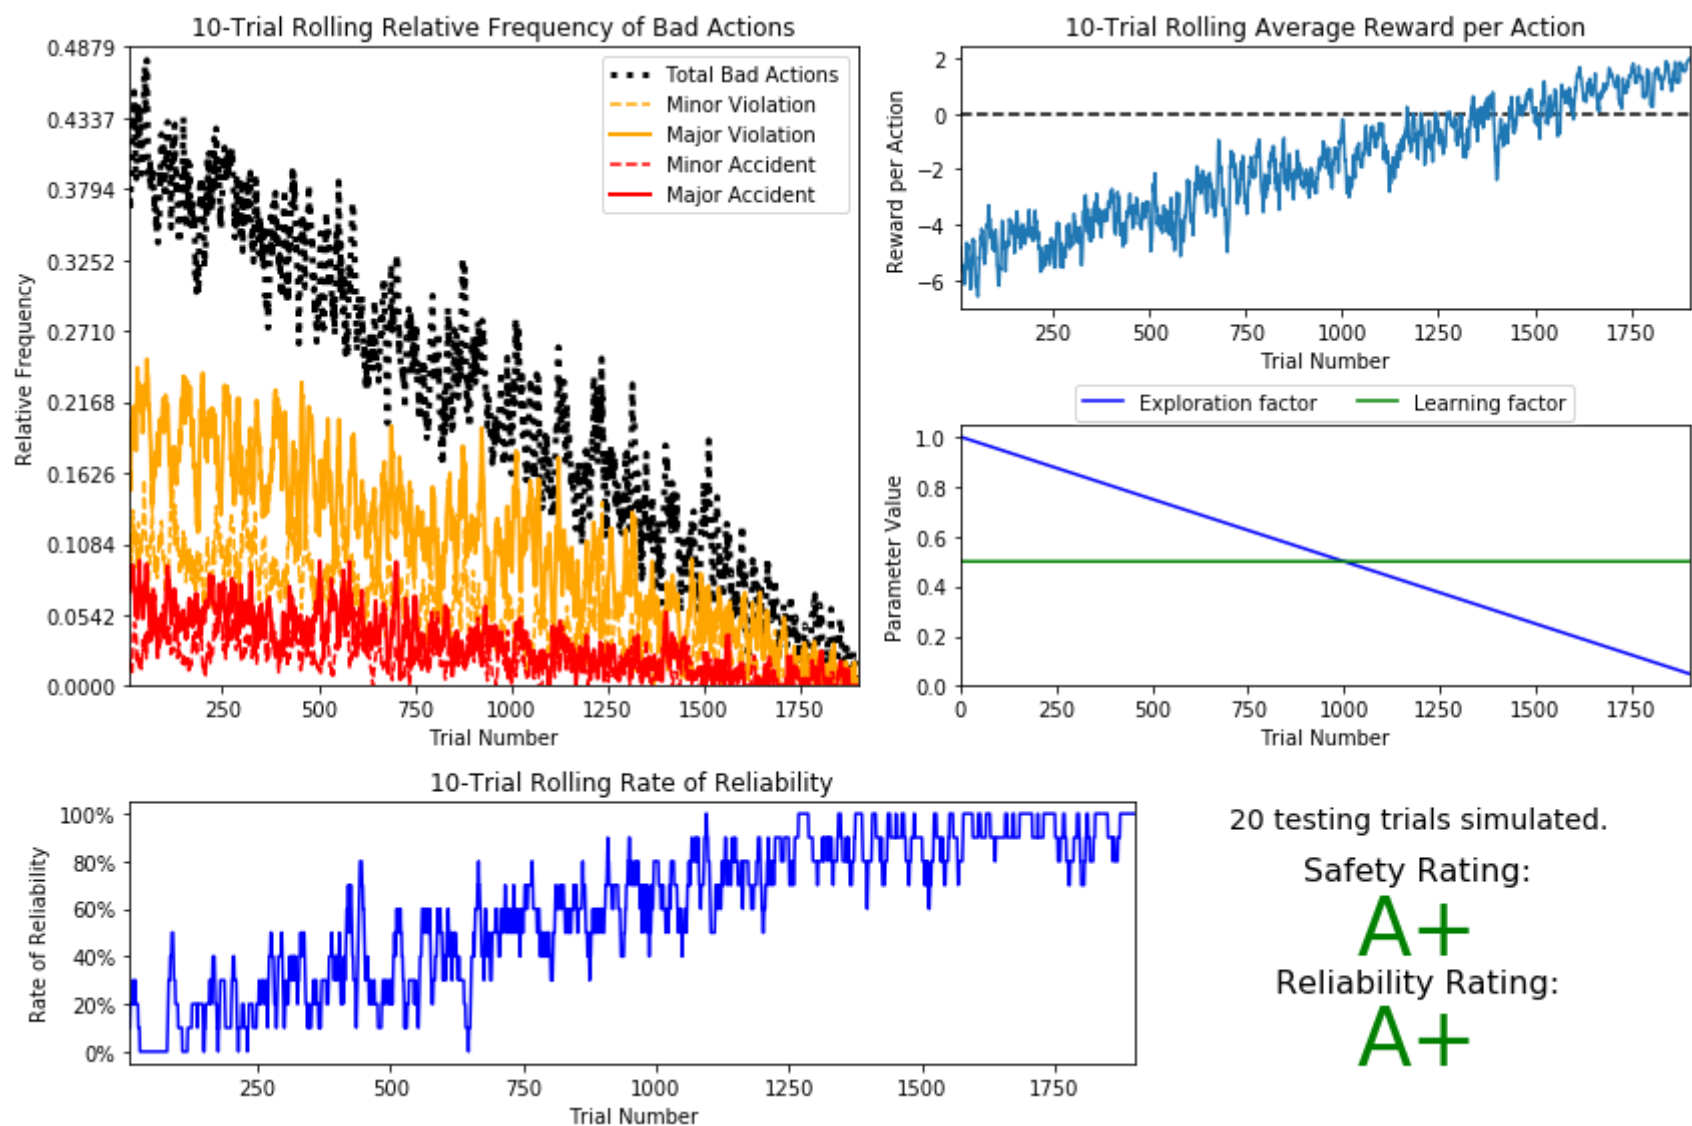 10-Trial Rolling Relative Frequency of Bad Actions
0.4879
0.4337
0.3794
0.3252
0.2710
0.2168
0.1626
0.1084
0.0542
0.0000
Relative Frequency
Total Bad Actions
Minor Violation
Major Violation
Minor Accident
Major Accident
250 500 750 1000 1250 1500 1750
Trial Number
10-Trial Rolling Average Reward per Action
2
0
−2
−4
−6
Reward per Action
250 500 750 1000 1250 1500 1750
Trial Number
Exploration factor Learning factor
1.0
0.8
0.6
0.4
0.2
0.0
Parameter Value
0 250 500 750 1000 1250 1500 1750
Trial Number
10-Trial Rolling Rate of Reliability
100%
80%
60%
40%
20%
0%
Rate of Reliability
250 500 750 1000 1250 1500 1750
Trial Number
20 testing trials simulated.
Safety Rating:
A+
Reliability Rating:
A+